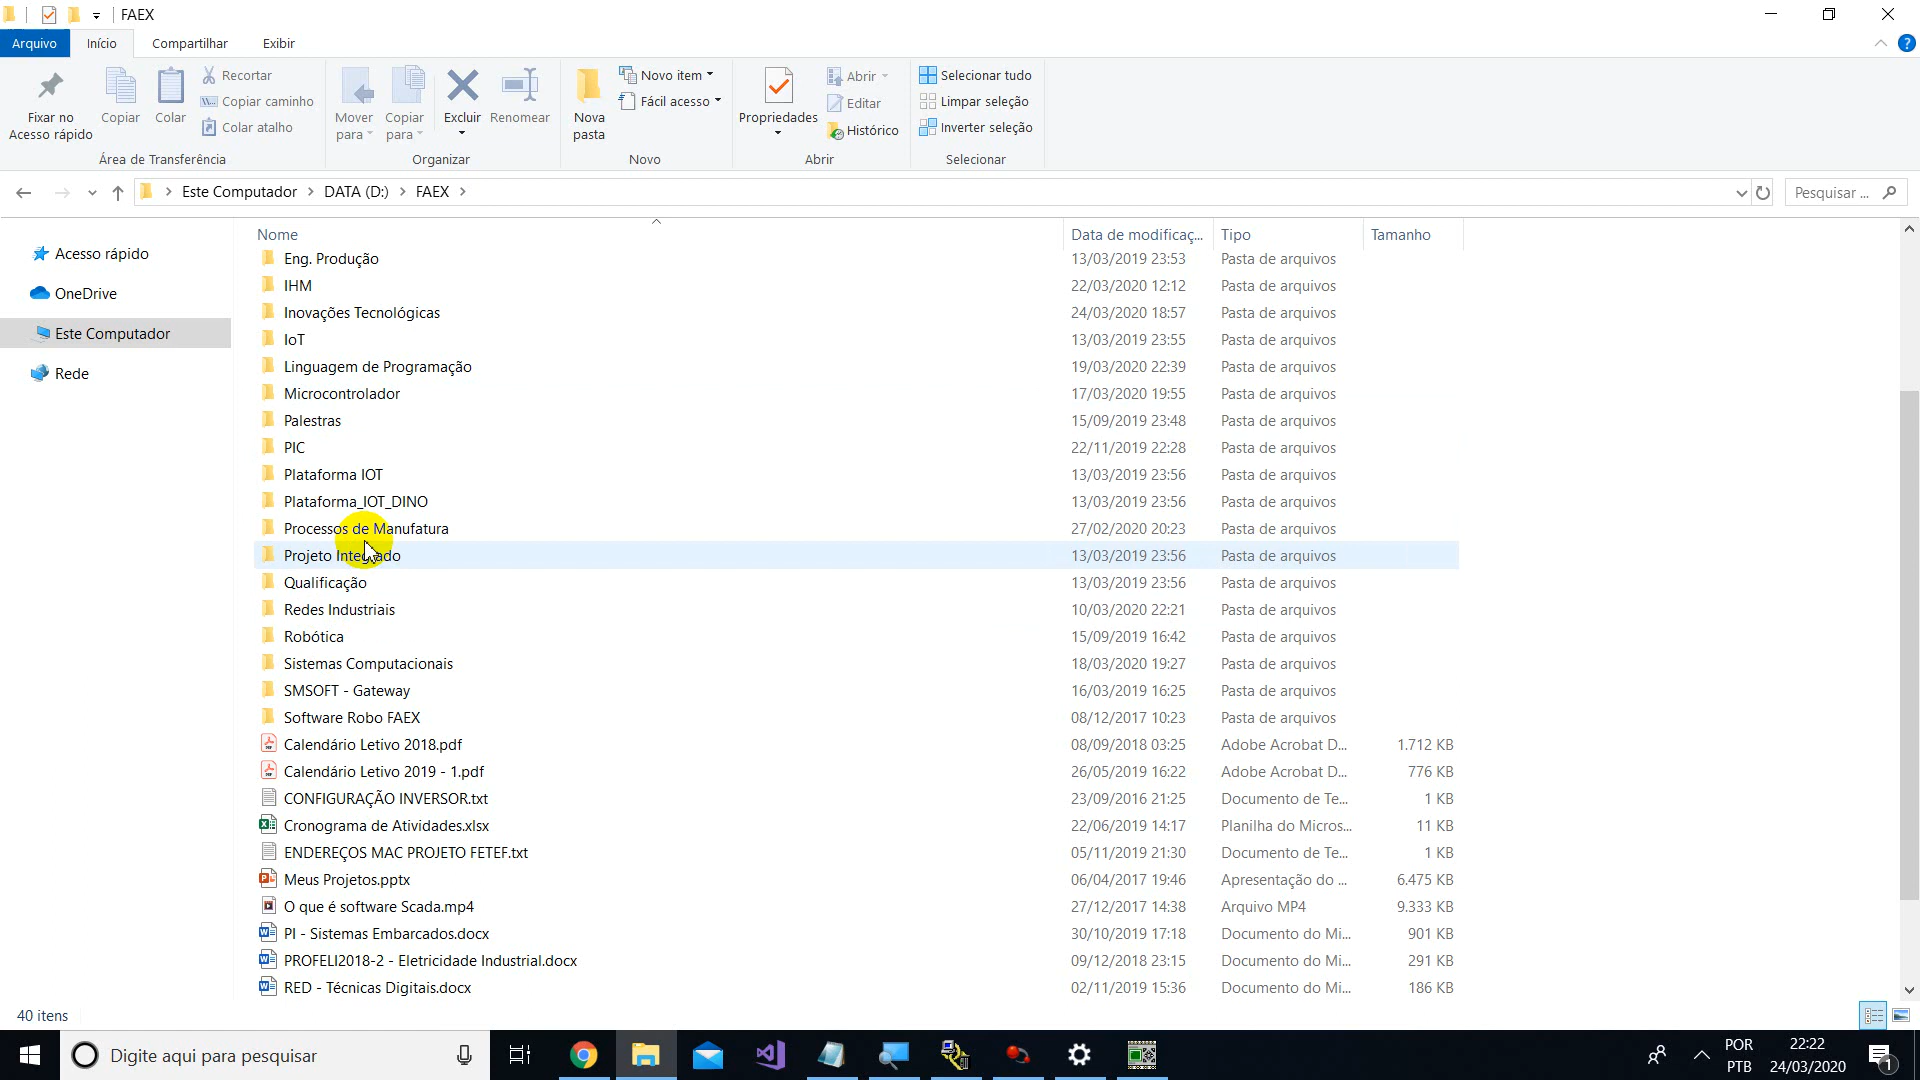 FAEX
Arquivo Início Compartilhar Exibir
Fixar no Acesso rápido
Copiar
Colar
Recortar
Copiar caminho
Colar atalho
Área de Transferência
Mover para
Copiar para
Excluir
Renomear
Organizar
Nova pasta
Novo item
Fácil acesso
Novo
Propriedades
Abrir
Editar
Histórico
Abrir
Selecionar tudo
Limpar seleção
Inverter seleção
Selecionar
Este Computador > DATA (D:) > FAEX >
Pesquisar ...
Acesso rápido
OneDrive
Este Computador
Rede
Nome Data de modificaç... Tipo Tamanho
Eng. Produção 13/03/2019 23:53 Pasta de arquivos
IHM 22/03/2020 12:12 Pasta de arquivos
Inovações Tecnológicas 24/03/2020 18:57 Pasta de arquivos
IoT 13/03/2019 23:55 Pasta de arquivos
Linguagem de Programação 19/03/2020 22:39 Pasta de arquivos
Microcontrolador 17/03/2020 19:55 Pasta de arquivos
Palestras 15/09/2019 23:48 Pasta de arquivos
PIC 22/11/2019 22:28 Pasta de arquivos
Plataforma IOT 13/03/2019 23:56 Pasta de arquivos
Plataforma_IOT_DINO 13/03/2019 23:56 Pasta de arquivos
Processos de Manufatura 27/02/2020 20:23 Pasta de arquivos
Projeto Integrado 13/03/2019 23:56 Pasta de arquivos
Qualificação 13/03/2019 23:56 Pasta de arquivos
Redes Industriais 10/03/2020 22:21 Pasta de arquivos
Robótica 15/09/2019 16:42 Pasta de arquivos
Sistemas Computacionais 18/03/2020 19:27 Pasta de arquivos
SMSOFT - Gateway 16/03/2019 16:25 Pasta de arquivos
Software Robo FAEX 08/12/2017 10:23 Pasta de arquivos
Calendário Letivo 2018.pdf 08/09/2018 03:25 Adobe Acrobat D... 1.712 KB
Calendário Letivo 2019 - 1.pdf 26/05/2019 16:22 Adobe Acrobat D... 776 KB
CONFIGURAÇÃO INVERSOR.txt 23/09/2016 21:25 Documento de Te... 1 KB
Cronograma de Atividades.xlsx 22/06/2019 14:17 Planilha do Micros... 11 KB
ENDEREÇOS MAC PROJETO FETEF.txt 05/11/2019 21:30 Documento de Te... 1 KB
Meus Projetos.pptx 06/04/2017 19:46 Apresentação do ... 6.475 KB
O que é software Scada.mp4 27/12/2017 14:38 Arquivo MP4 9.333 KB
PI - Sistemas Embarcados.docx 30/10/2019 17:18 Documento do Mi... 901 KB
PROFELI2018-2 - Eletricidade Industrial.docx 09/12/2018 23:15 Documento do Mi... 291 KB
RED - Técnicas Digitais.docx 02/11/2019 15:36 Documento do Mi... 186 KB
40 itens
Digite aqui para pesquisar
POR
PTB
22:22
24/03/2020
1